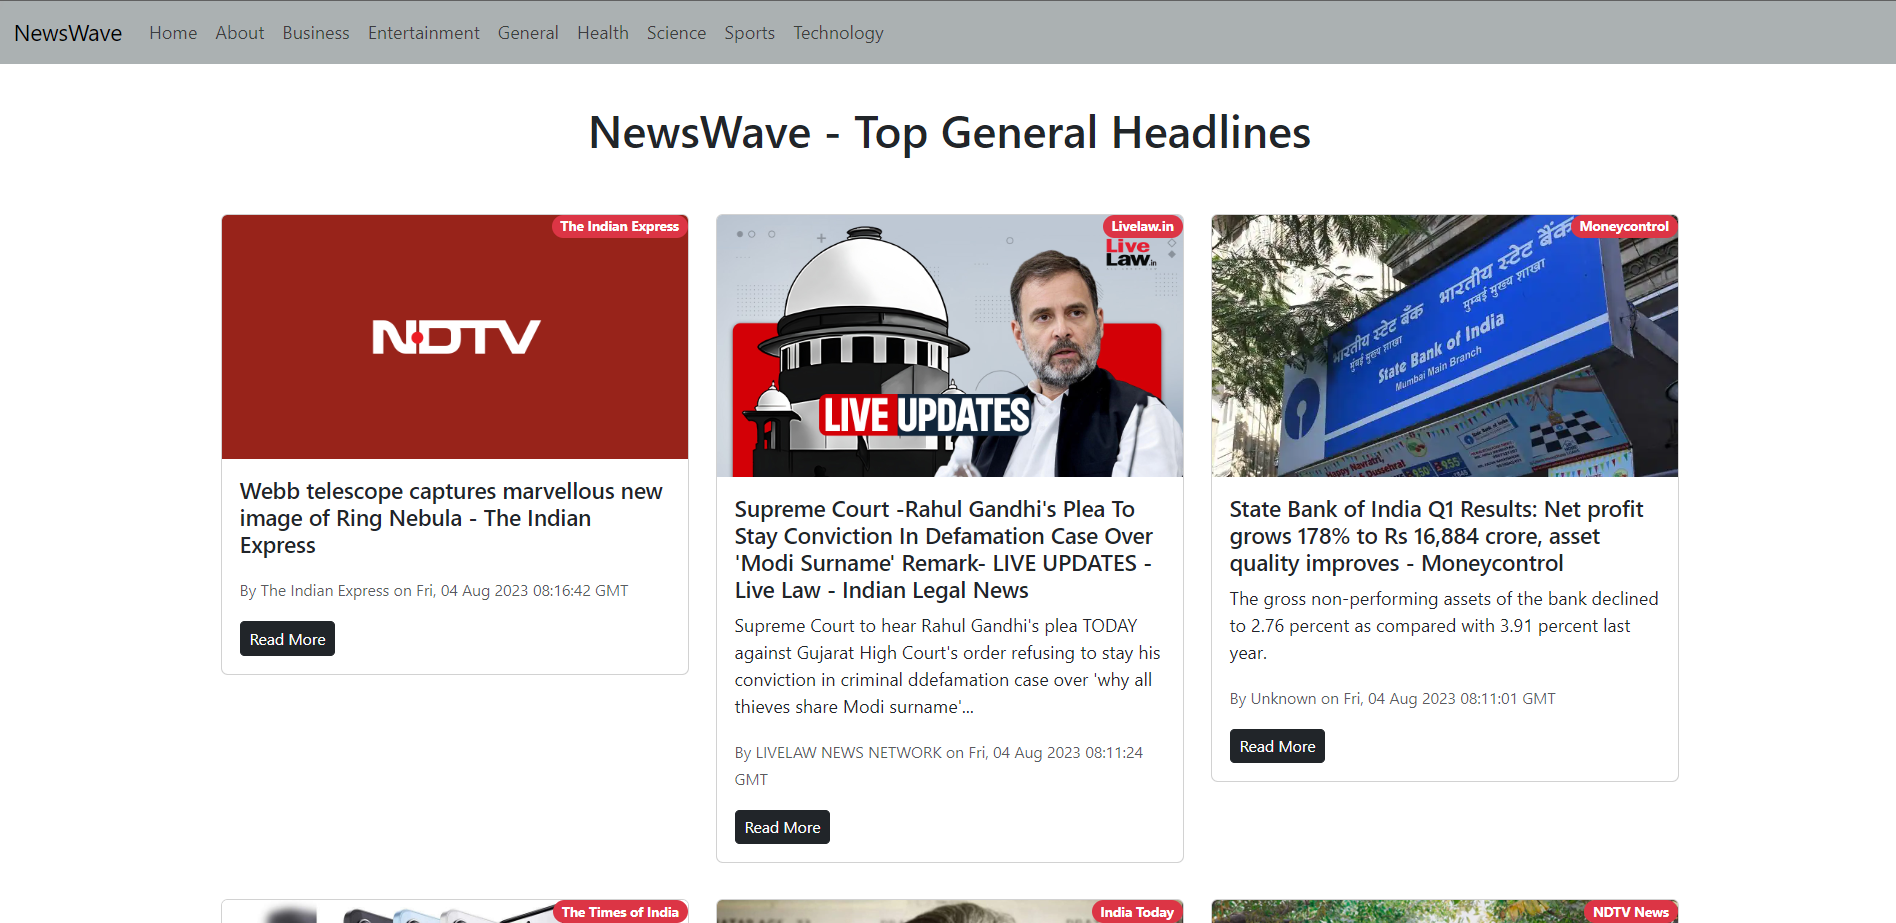 NewsWave Home About Business Entertainment General Health Science Sports Technology
NewsWave - Top General Headlines
The Indian Express
NDTV
Webb telescope captures marvellous new
image of Ring Nebula - The Indian
Express
By The Indian Express on Fri, 04 Aug 2023 08:16:42 GMT
Read More
Livelaw.in
Live
Law.in
LIVE UPDATES
Supreme Court -Rahul Gandhi's Plea To
Stay Conviction In Defamation Case Over
'Modi Surname' Remark- LIVE UPDATES -
Live Law - Indian Legal News
Supreme Court to hear Rahul Gandhi's plea TODAY
against Gujarat High Court's order refusing to stay his
conviction in criminal ddefamation case over 'why all
thieves share Modi surname'...
By LIVELAW NEWS NETWORK on Fri, 04 Aug 2023 08:11:24
GMT
Read More
Moneycontrol
भारतीय स्टेट बैंक
मुंबई मुख्य शाखा
भारतीय स्टेट बैंक
मुम्बई मुख्य शाखा
State Bank of India
Mumbai Main Branch
Happy Navratri,
Dussehra!
State Bank of India Q1 Results: Net profit
grows 178% to Rs 16,884 crore, asset
quality improves - Moneycontrol
The gross non-performing assets of the bank declined
to 2.76 percent as compared with 3.91 percent last
year.
By Unknown on Fri, 04 Aug 2023 08:11:01 GMT
Read More
The Times of India
India Today
NDTV News